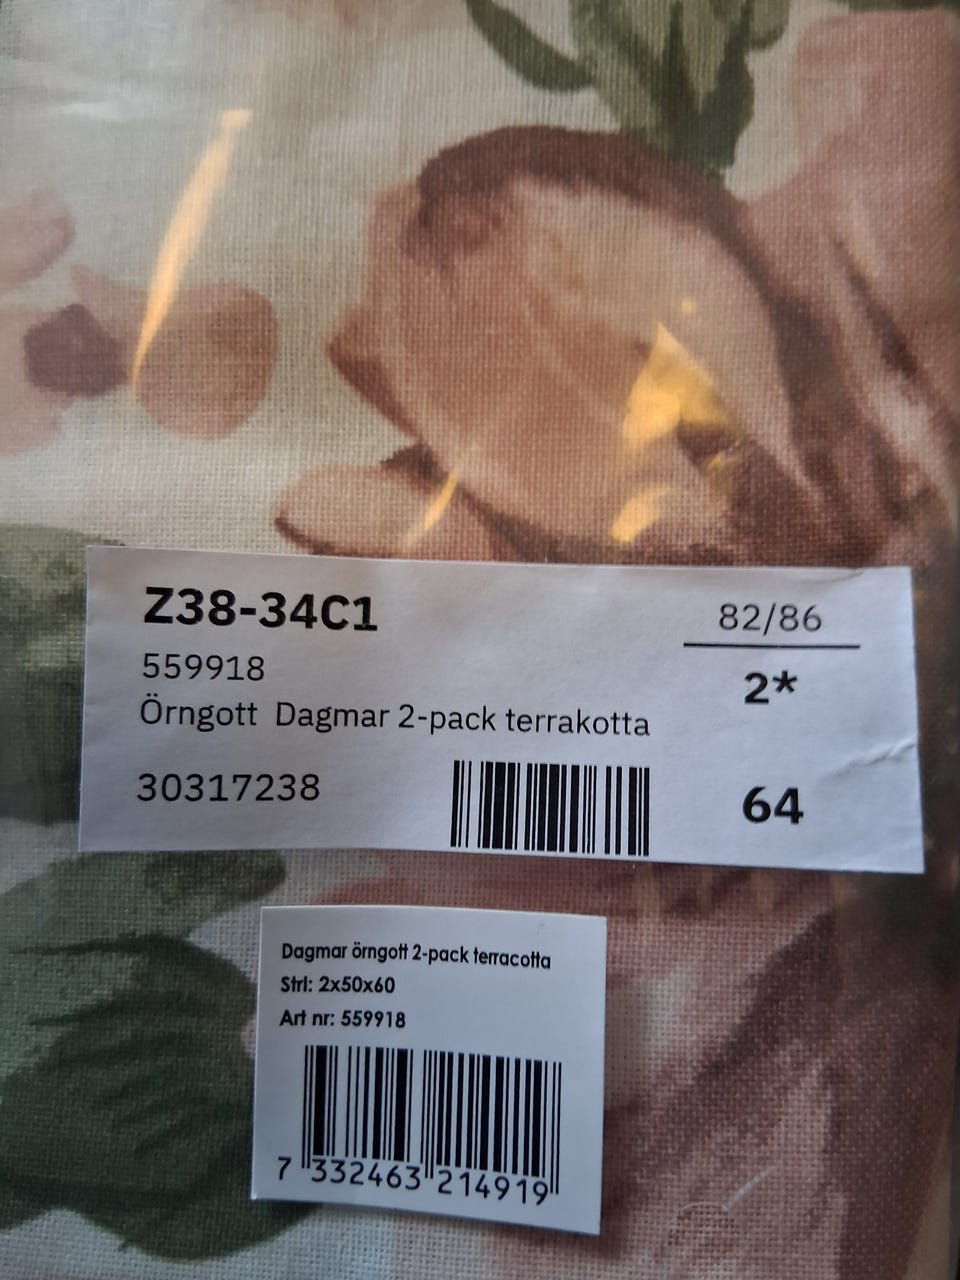 Z38-34C1
559918
Örngott Dagmar 2-pack terrakotta
30317238
82/86
2*
64
Dagmar örngott 2-pack terracotta
Strl: 2x50x60
Art nr: 559918
7 332463 214919